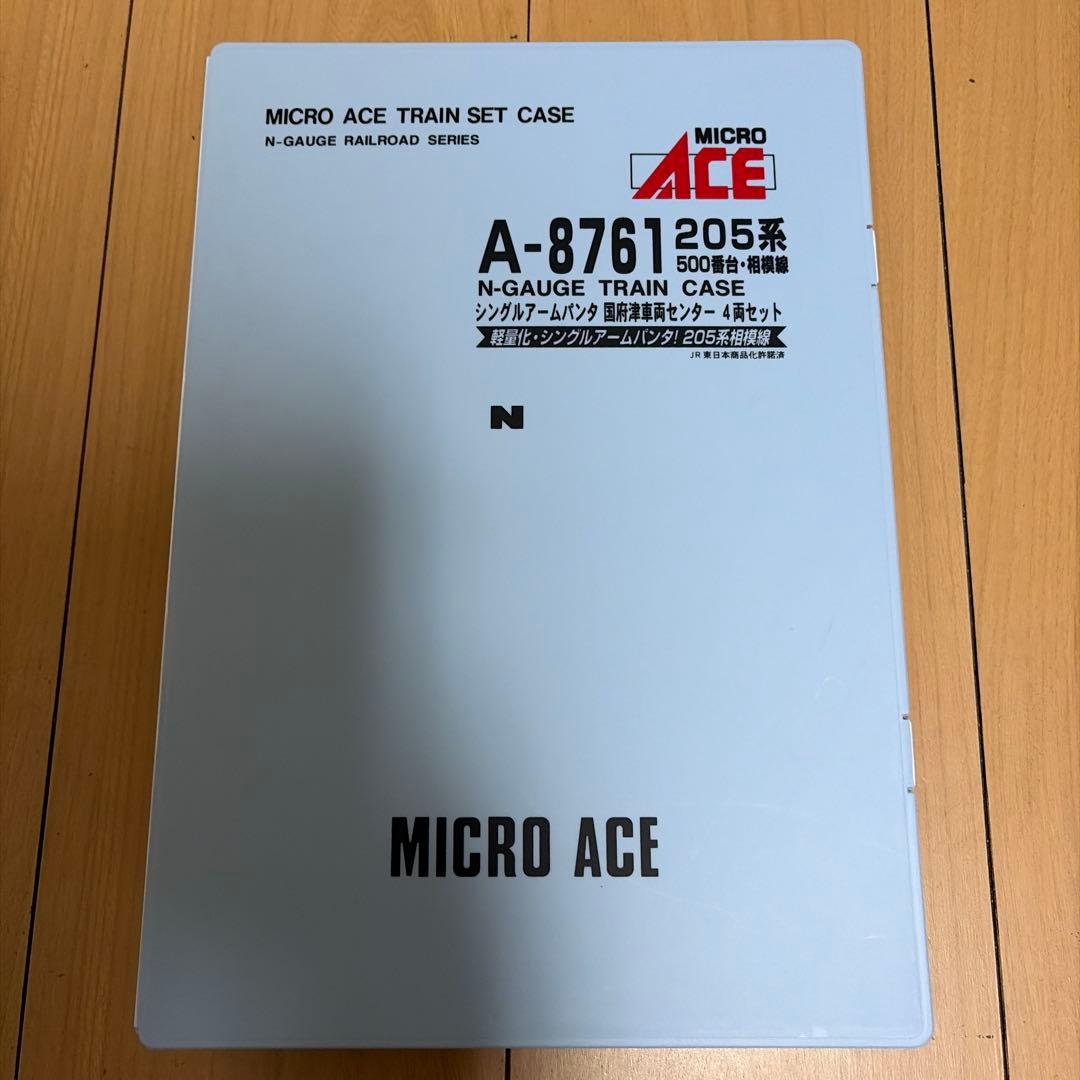 MICRO ACE TRAIN SET CASE
N-GAUGE RAILROAD SERIES
MICRO
ACE
A-8761 205系
500番台・相模線
N-GAUGE TRAIN CASE
シングルアームパンタ 国府津車両センター 4両セット
軽量化・シングルアームパンタ! 205系相模線
JR東日本商品化許諾済
N
MICRO ACE